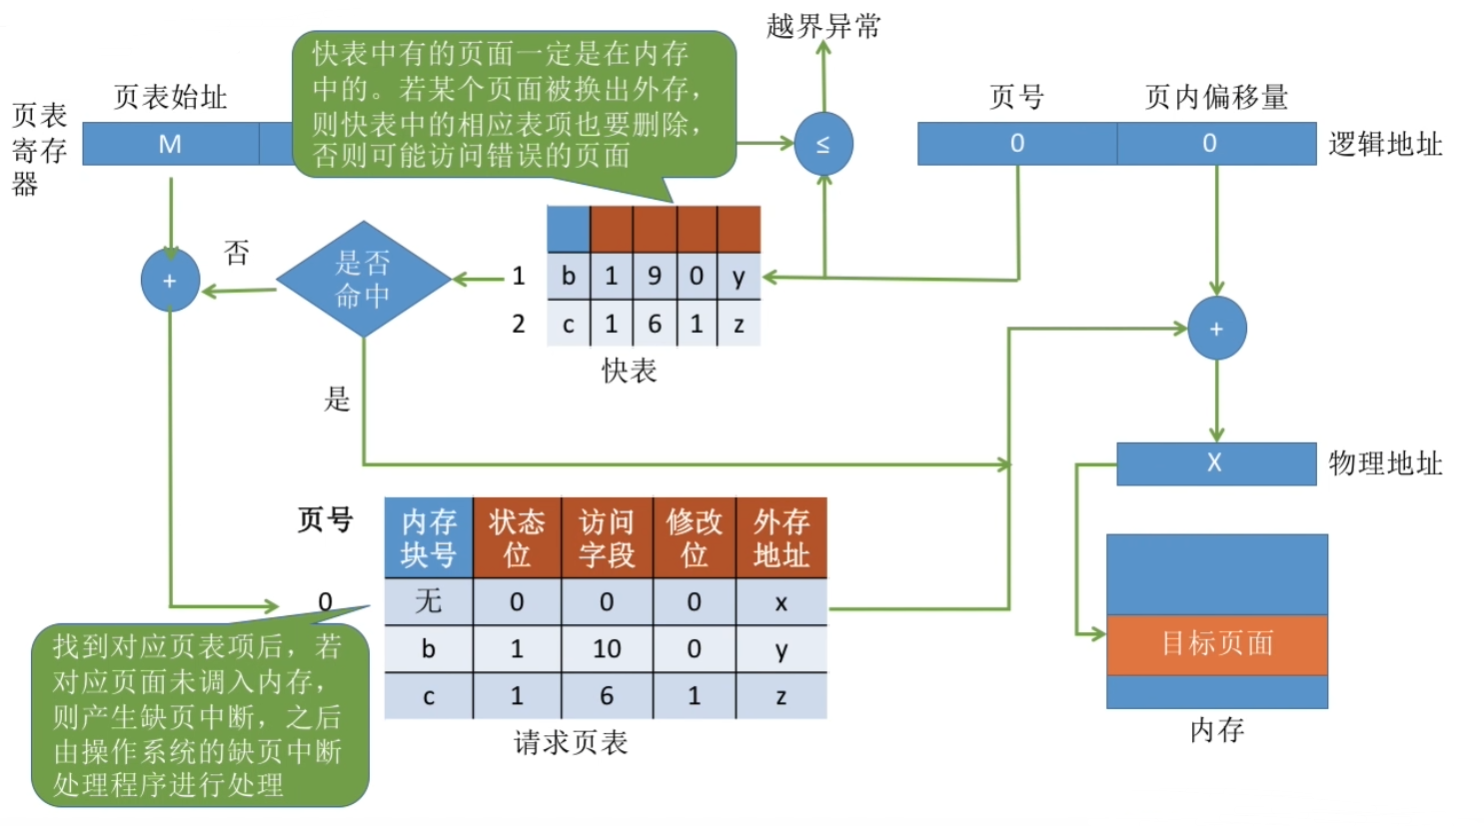 越界异常
快表中有的页面一定是在内存
中的。若某个页面被换出外存，
则快表中的相应表项也要删除，
否则可能访问错误的页面
页表始址
页号 页内偏移量
页表
寄存
器
M
≤
0 0
逻辑地址
否
是否
命中
+
1 b 1 9 0 y
2 c 1 6 1 z
快表
+
是
X
物理地址
页号
内存
块号
状态
位
访问
字段
修改
位
外存
地址
0 无 0 0 0 x
b 1 10 0 y
c 1 6 1 z
请求页表
找到对应页表项后，若
对应页面未调入内存，
则产生缺页中断，之后
由操作系统的缺页中断
处理程序进行处理
目标页面
内存